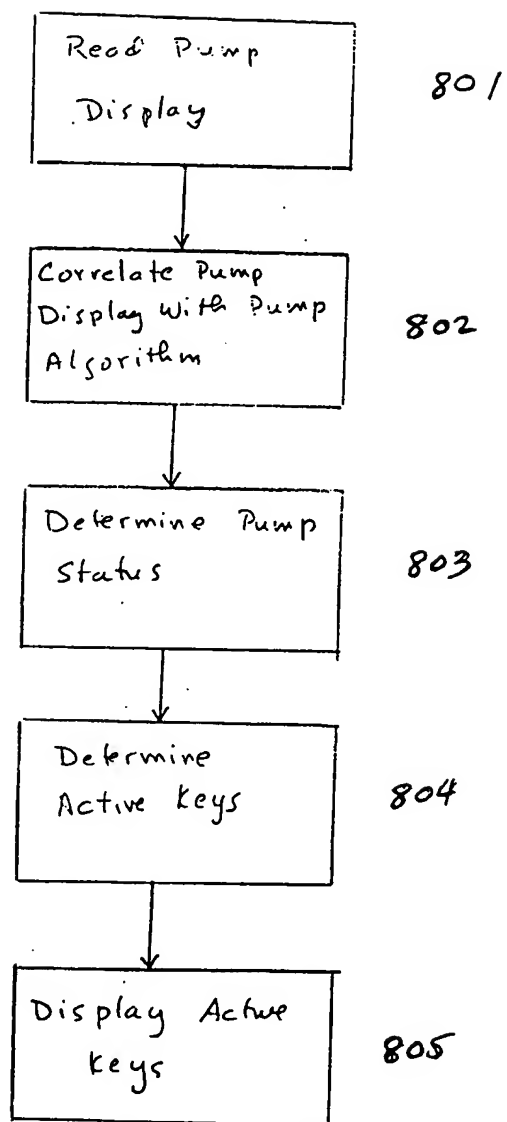 Read Pump
Display
801
Correlate Pump
Display With Pump
Algorithm
802
Determine Pump
Status
803
Determine
Active Keys
804
Display Active
Keys
805